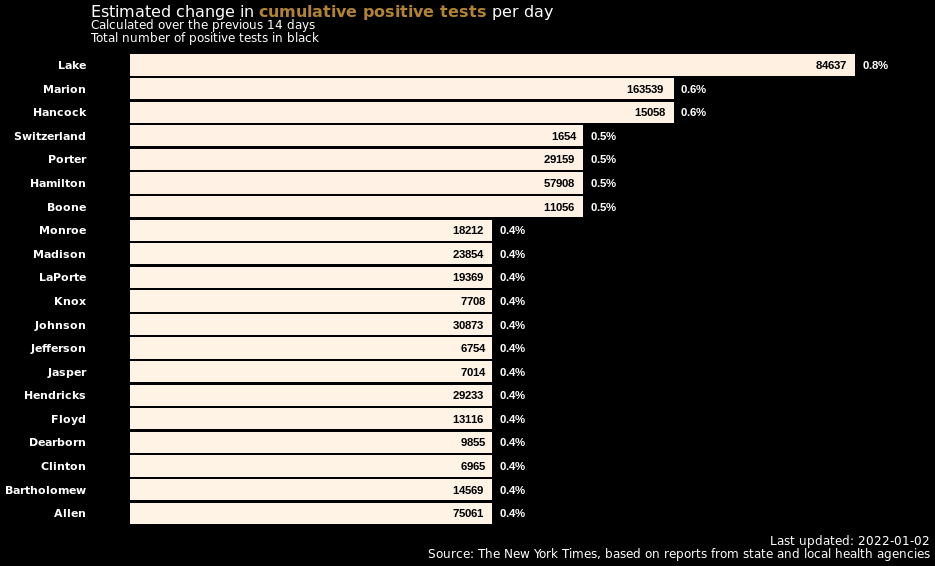 Estimated change in cumulative positive tests per day
Calculated over the previous 14 days
Total number of positive tests in black
Lake 84637 0.8%
Marion 163539 0.6%
Hancock 15058 0.6%
Switzerland 1654 0.5%
Porter 29159 0.5%
Hamilton 57908 0.5%
Boone 11056 0.5%
Monroe 18212 0.4%
Madison 23854 0.4%
LaPorte 19369 0.4%
Knox 7708 0.4%
Johnson 30873 0.4%
Jefferson 6754 0.4%
Jasper 7014 0.4%
Hendricks 29233 0.4%
Floyd 13116 0.4%
Dearborn 9855 0.4%
Clinton 6965 0.4%
Bartholomew 14569 0.4%
Allen 75061 0.4%
Last updated: 2022-01-02
Source: The New York Times, based on reports from state and local health agencies